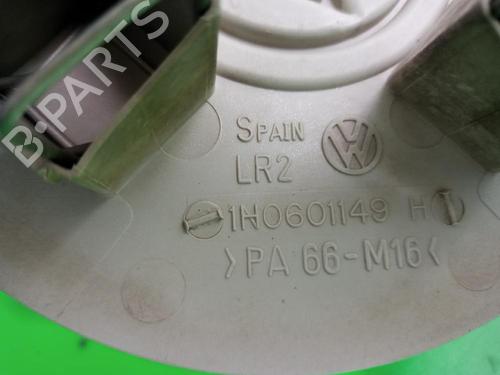 B-PARTS
SPAIN
LR2
1H0601149 H
>PA 66-M16<